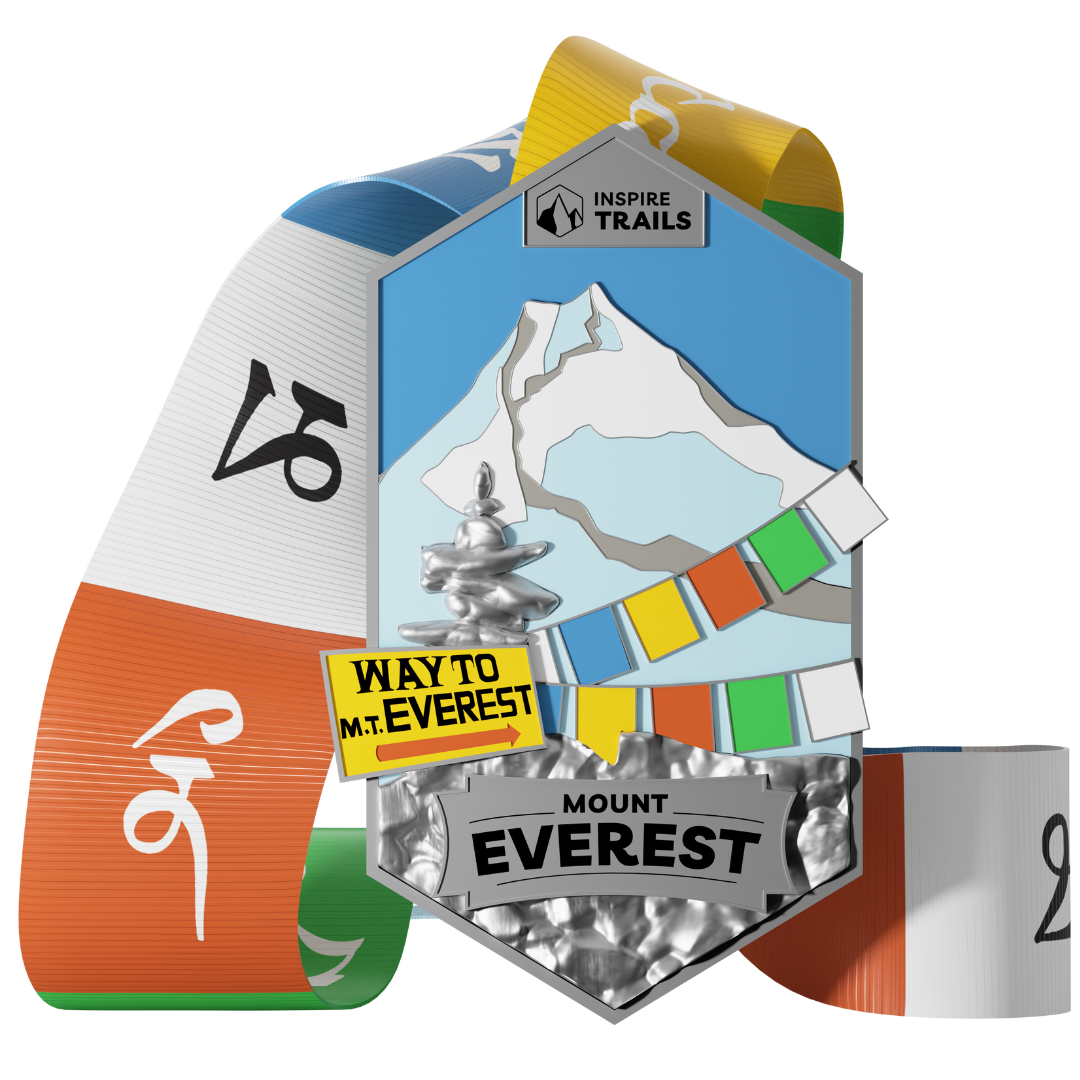 INSPIRE
TRAILS
WAY TO
M.T. EVEREST
MOUNT
EVEREST